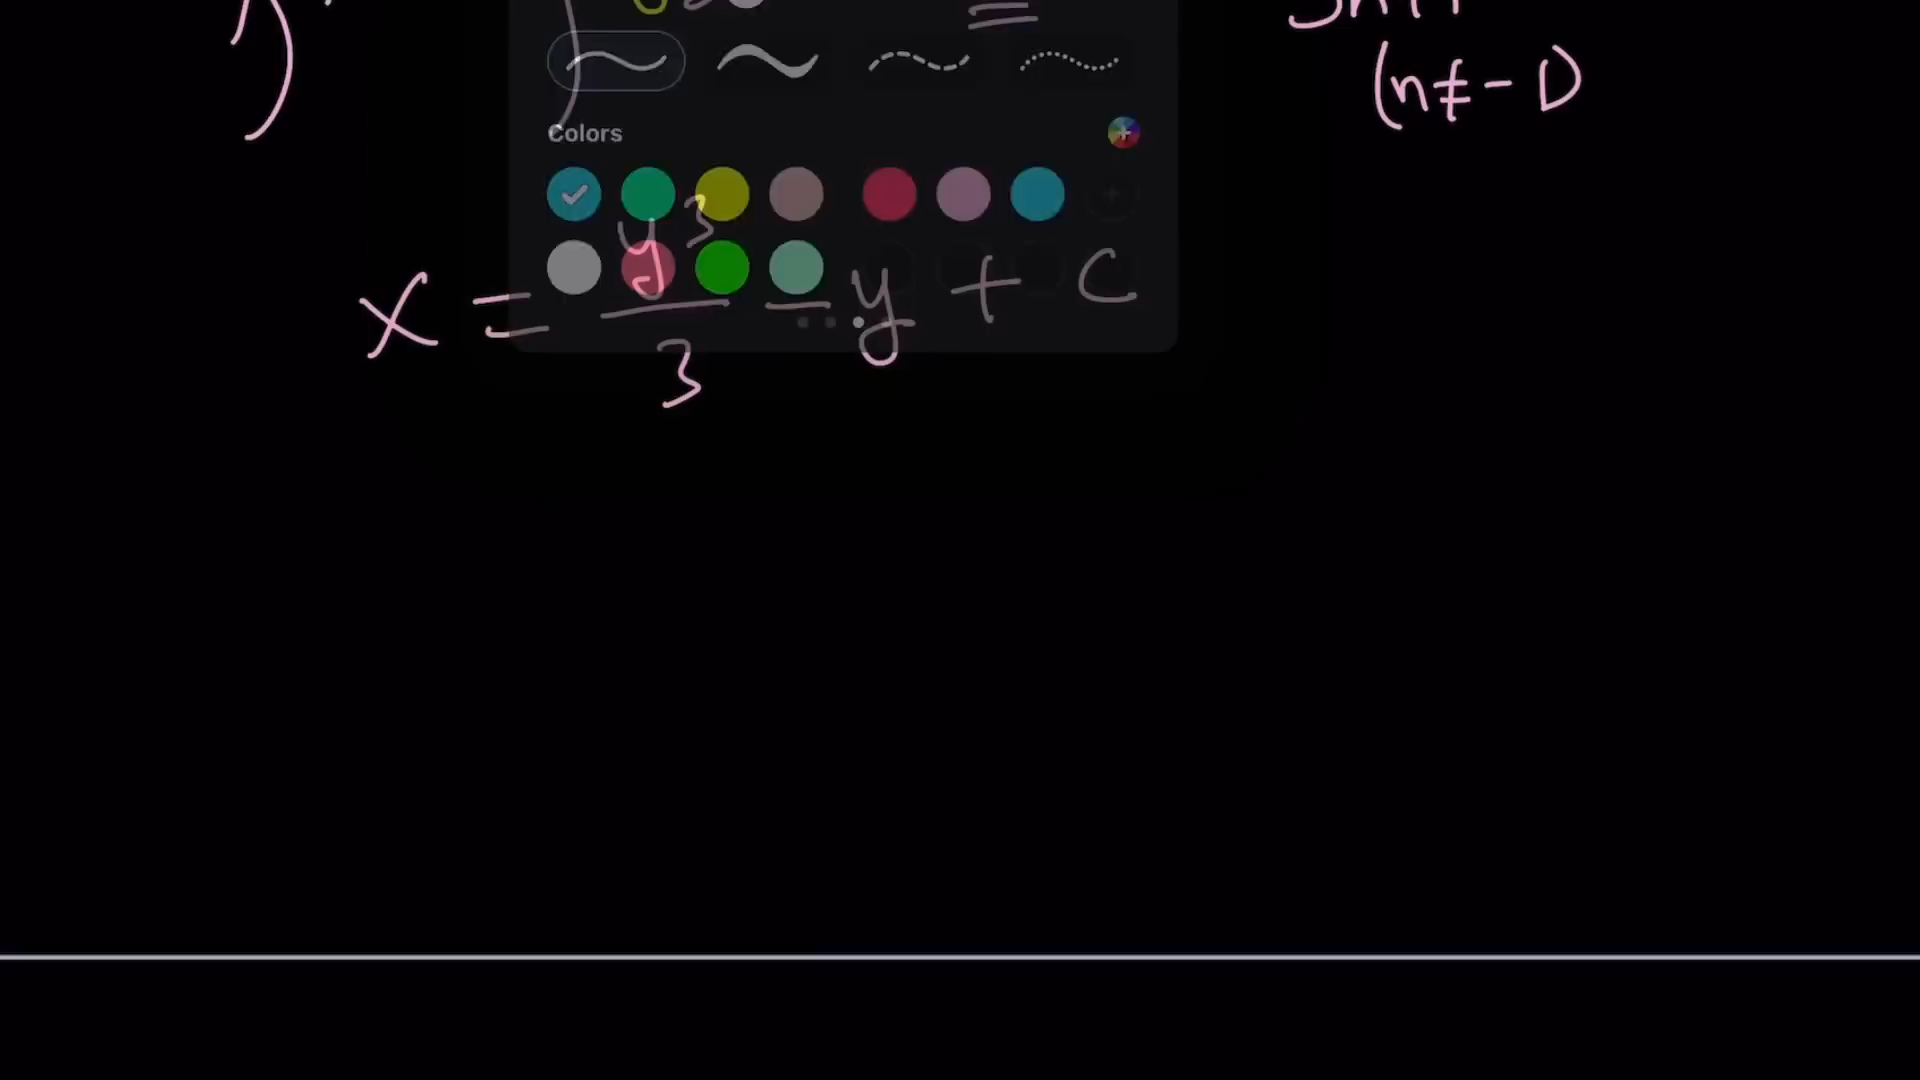 (n ≠ - 1)
Colors
x = y³/3 - y + C